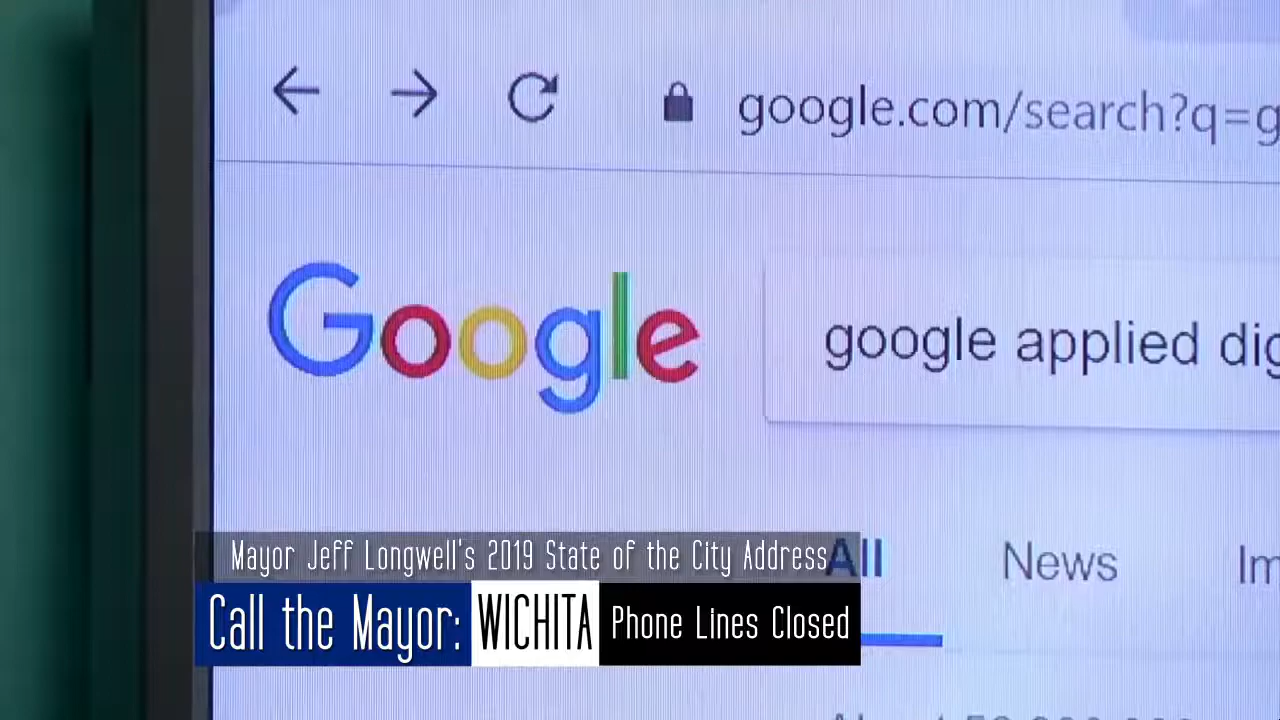 google.com/search?q=g
Google
google applied dig
Mayor Jeff Longwell's 2019 State of the City Address
All
News
Im
Call the Mayor: WICHITA Phone Lines Closed